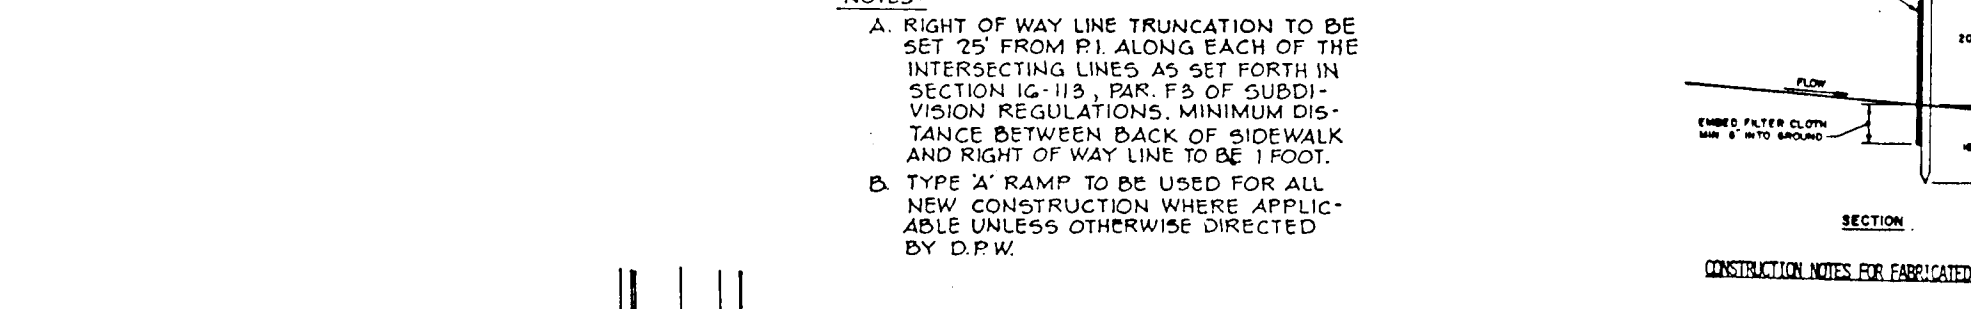 NOTES
A. RIGHT OF WAY LINE TRUNCATION TO BE
SET 25' FROM P.I. ALONG EACH OF THE
INTERSECTING LINES AS SET FORTH IN
SECTION 16-113, PAR. F3 OF SUBDI-
VISION REGULATIONS. MINIMUM DIS-
TANCE BETWEEN BACK OF SIDEWALK
AND RIGHT OF WAY LINE TO BE 1 FOOT.
B. TYPE 'A' RAMP TO BE USED FOR ALL
NEW CONSTRUCTION WHERE APPLIC-
ABLE UNLESS OTHERWISE DIRECTED
BY D.P.W.
FLOW
EMBED FILTER CLOTH
MIN 8" INTO GROUND
SECTION
CONSTRUCTION NOTES FOR FABRICATED